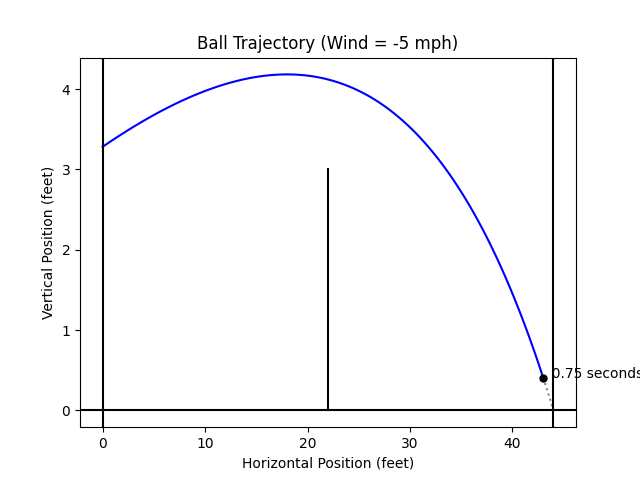 Ball Trajectory (Wind = -5 mph)
4
3
2
1
0
Vertical Position (feet)
0.75 seconds
0 10 20 30 40
Horizontal Position (feet)